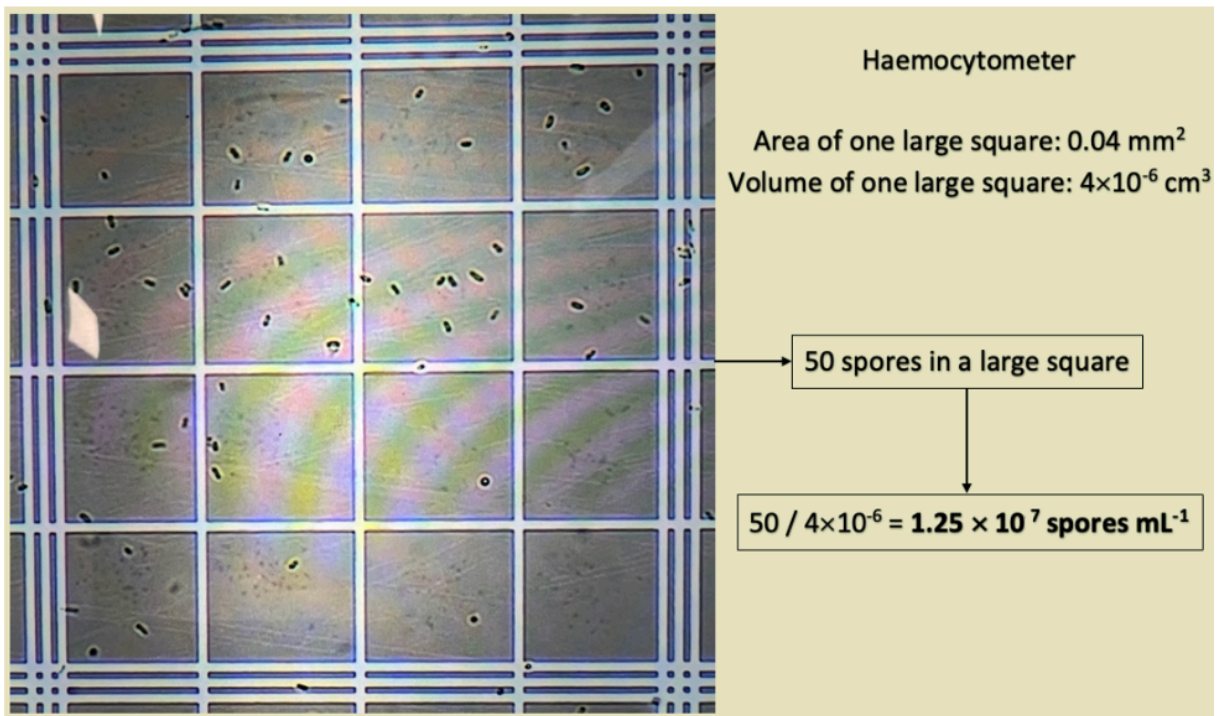 Haemocytometer
Area of one large square: 0.04 mm²
Volume of one large square: 4×10⁻⁶ cm³
50 spores in a large square
50 / 4×10⁻⁶ = 1.25 × 10⁷ spores mL⁻¹